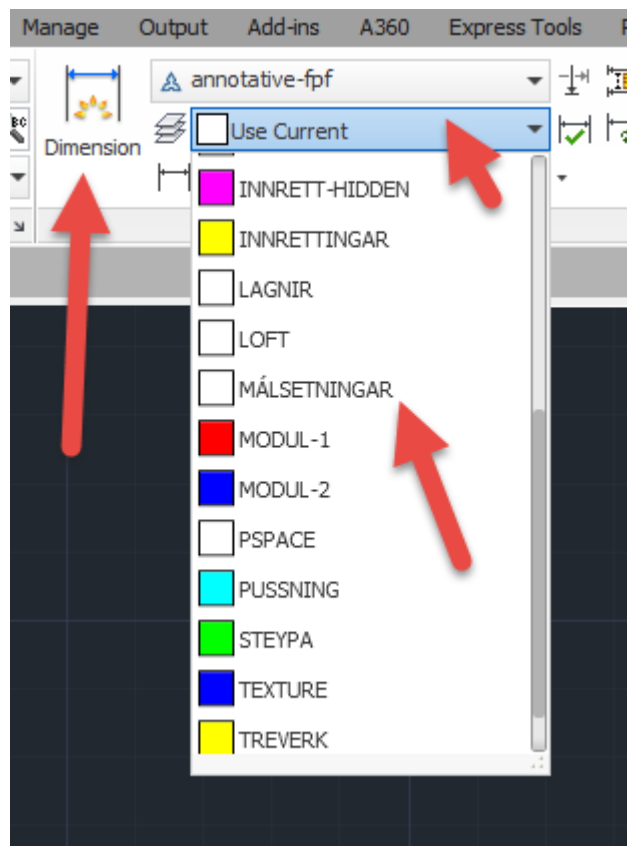 Manage Output Add-ins A360 Express Tools
annotative-fpf
Use Current
Dimension
INNRETT-HIDDEN
INNRETTINGAR
LAGNIR
LOFT
MÁLSETNINGAR
MODUL-1
MODUL-2
PSPACE
PUSSNING
STEYPA
TEXTURE
TREVERK